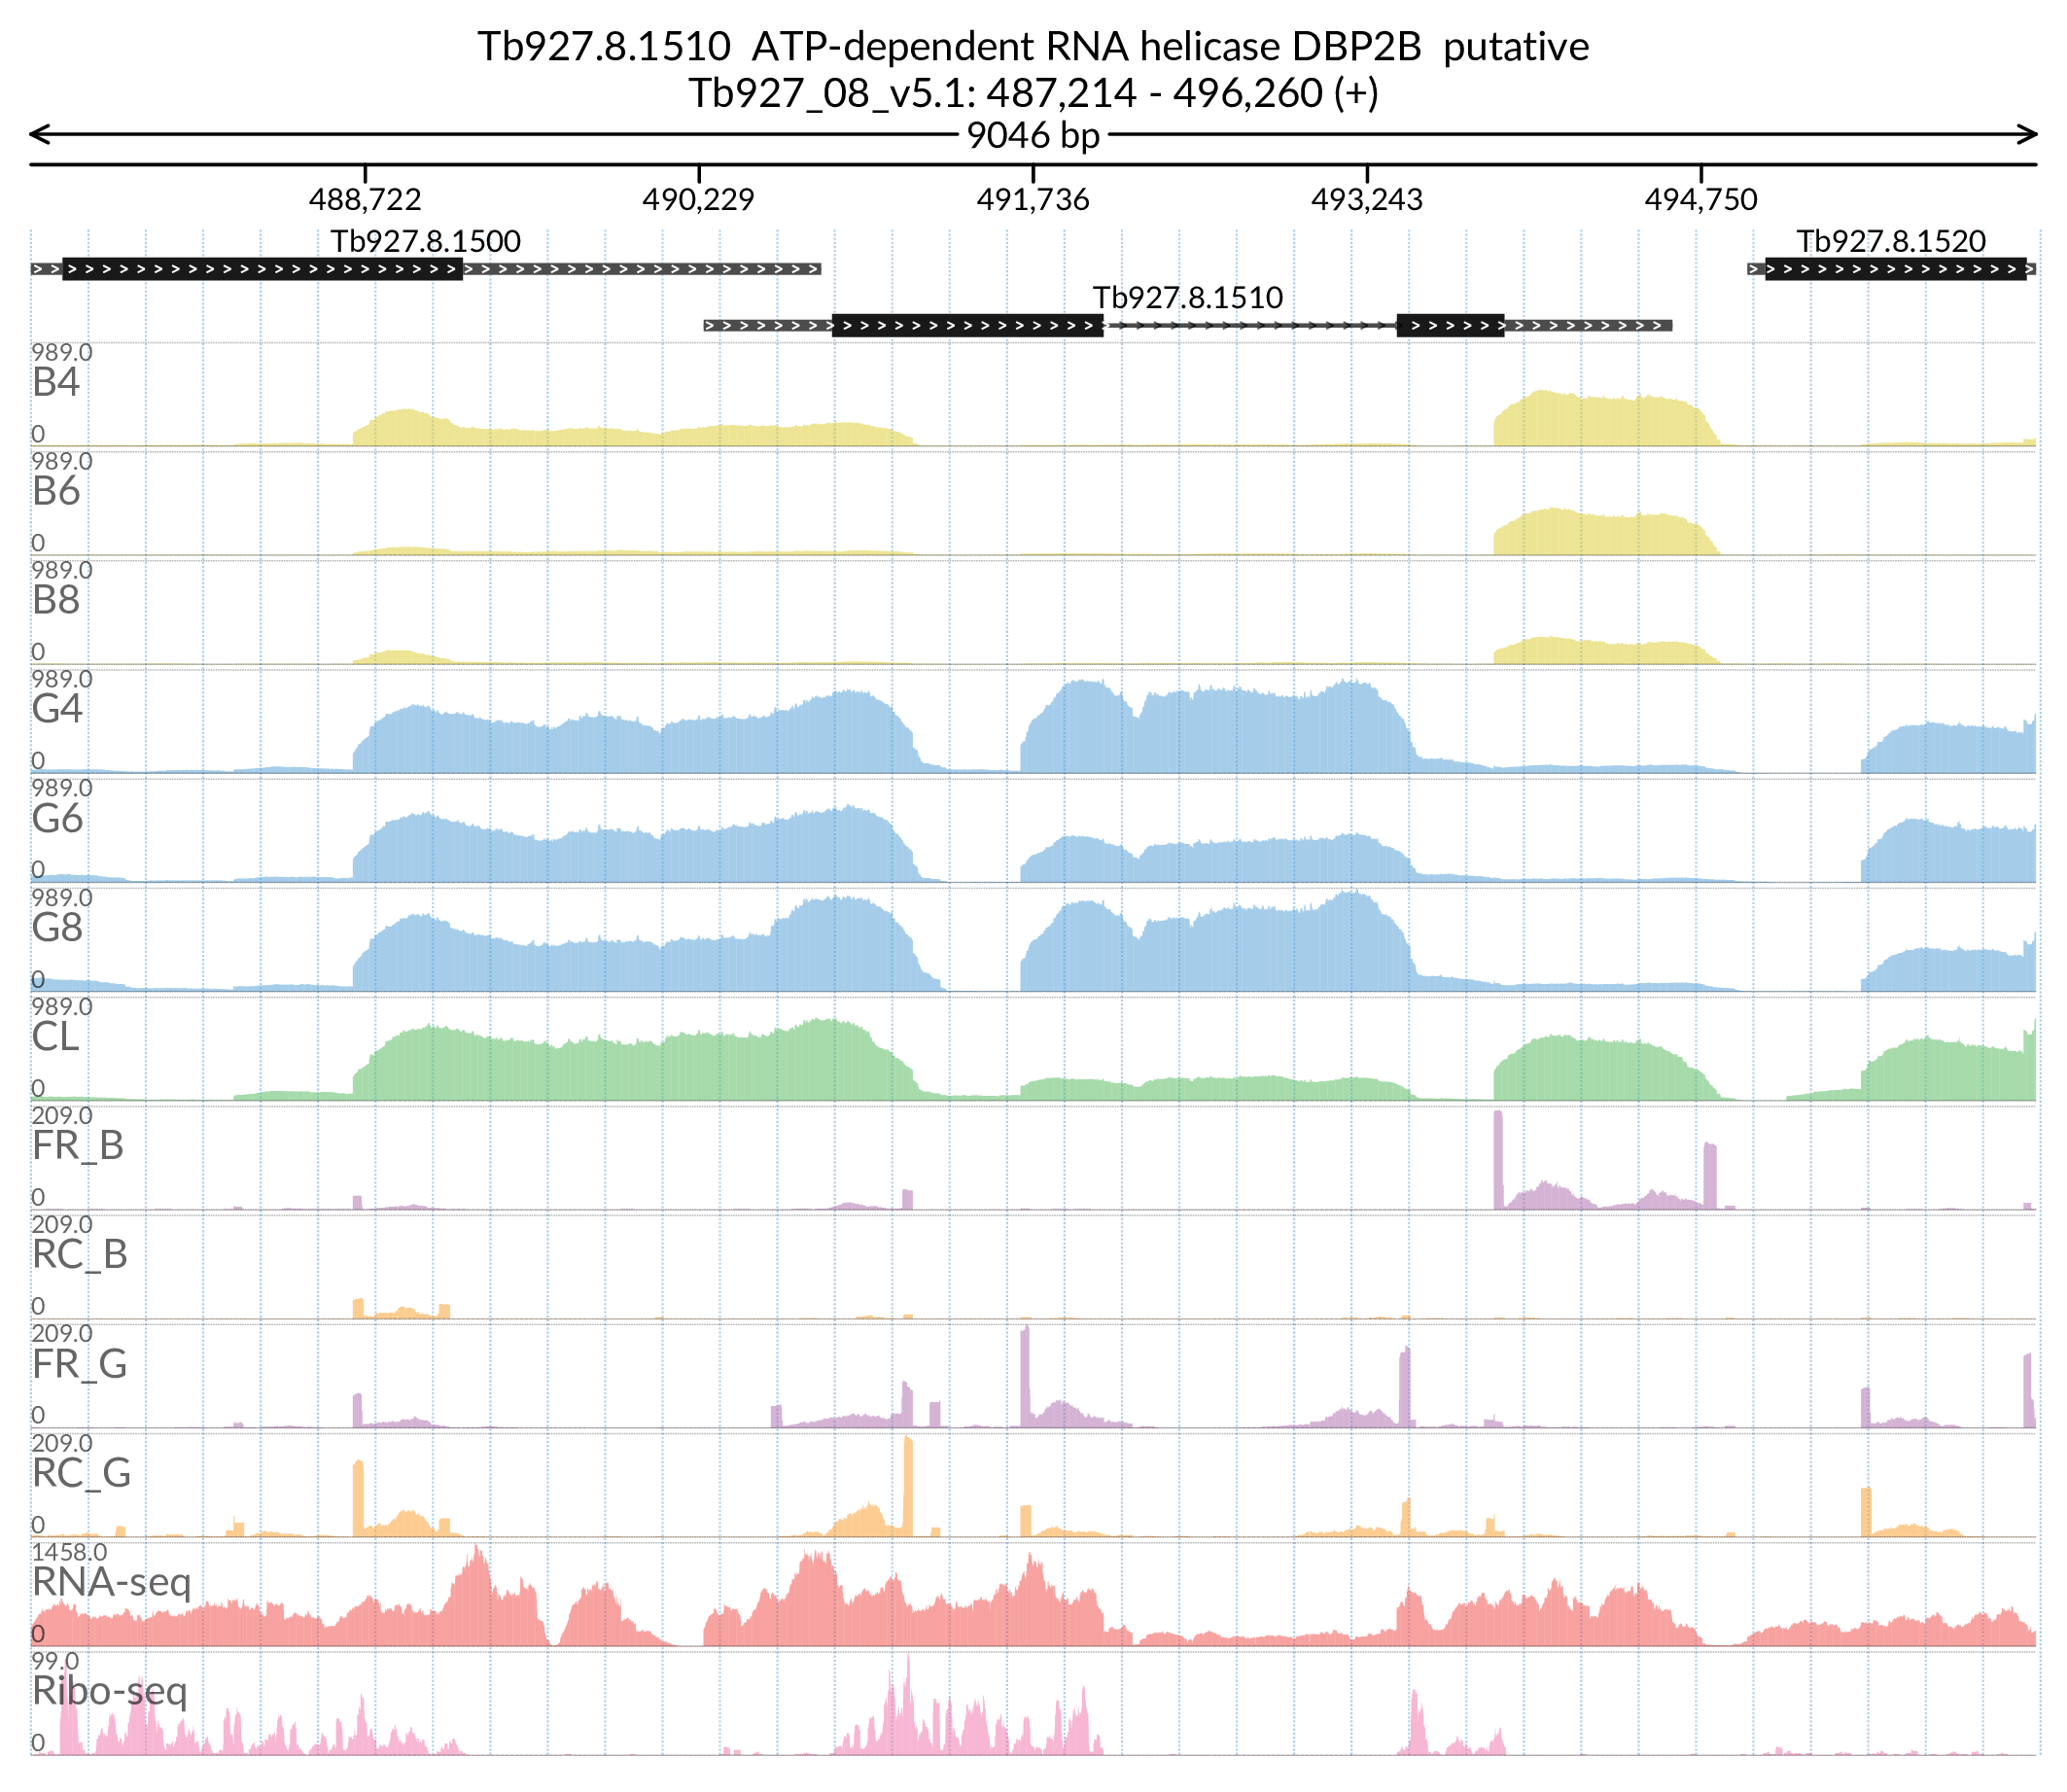 Tb927.8.1510 ATP-dependent RNA helicase DBP2B putative
Tb927_08_v5.1: 487,214 - 496,260 (+)
9046 bp
488,722 490,229 491,736 493,243 494,750
Tb927.8.1500 Tb927.8.1520
Tb927.8.1510
989.0
B4
0
989.0
B6
0
989.0
B8
0
989.0
G4
0
989.0
G6
0
989.0
G8
0
989.0
CL
0
209.0
FR_B
0
209.0
RC_B
0
209.0
FR_G
0
209.0
RC_G
0
1458.0
RNA-seq
0
99.0
Ribo-seq
0